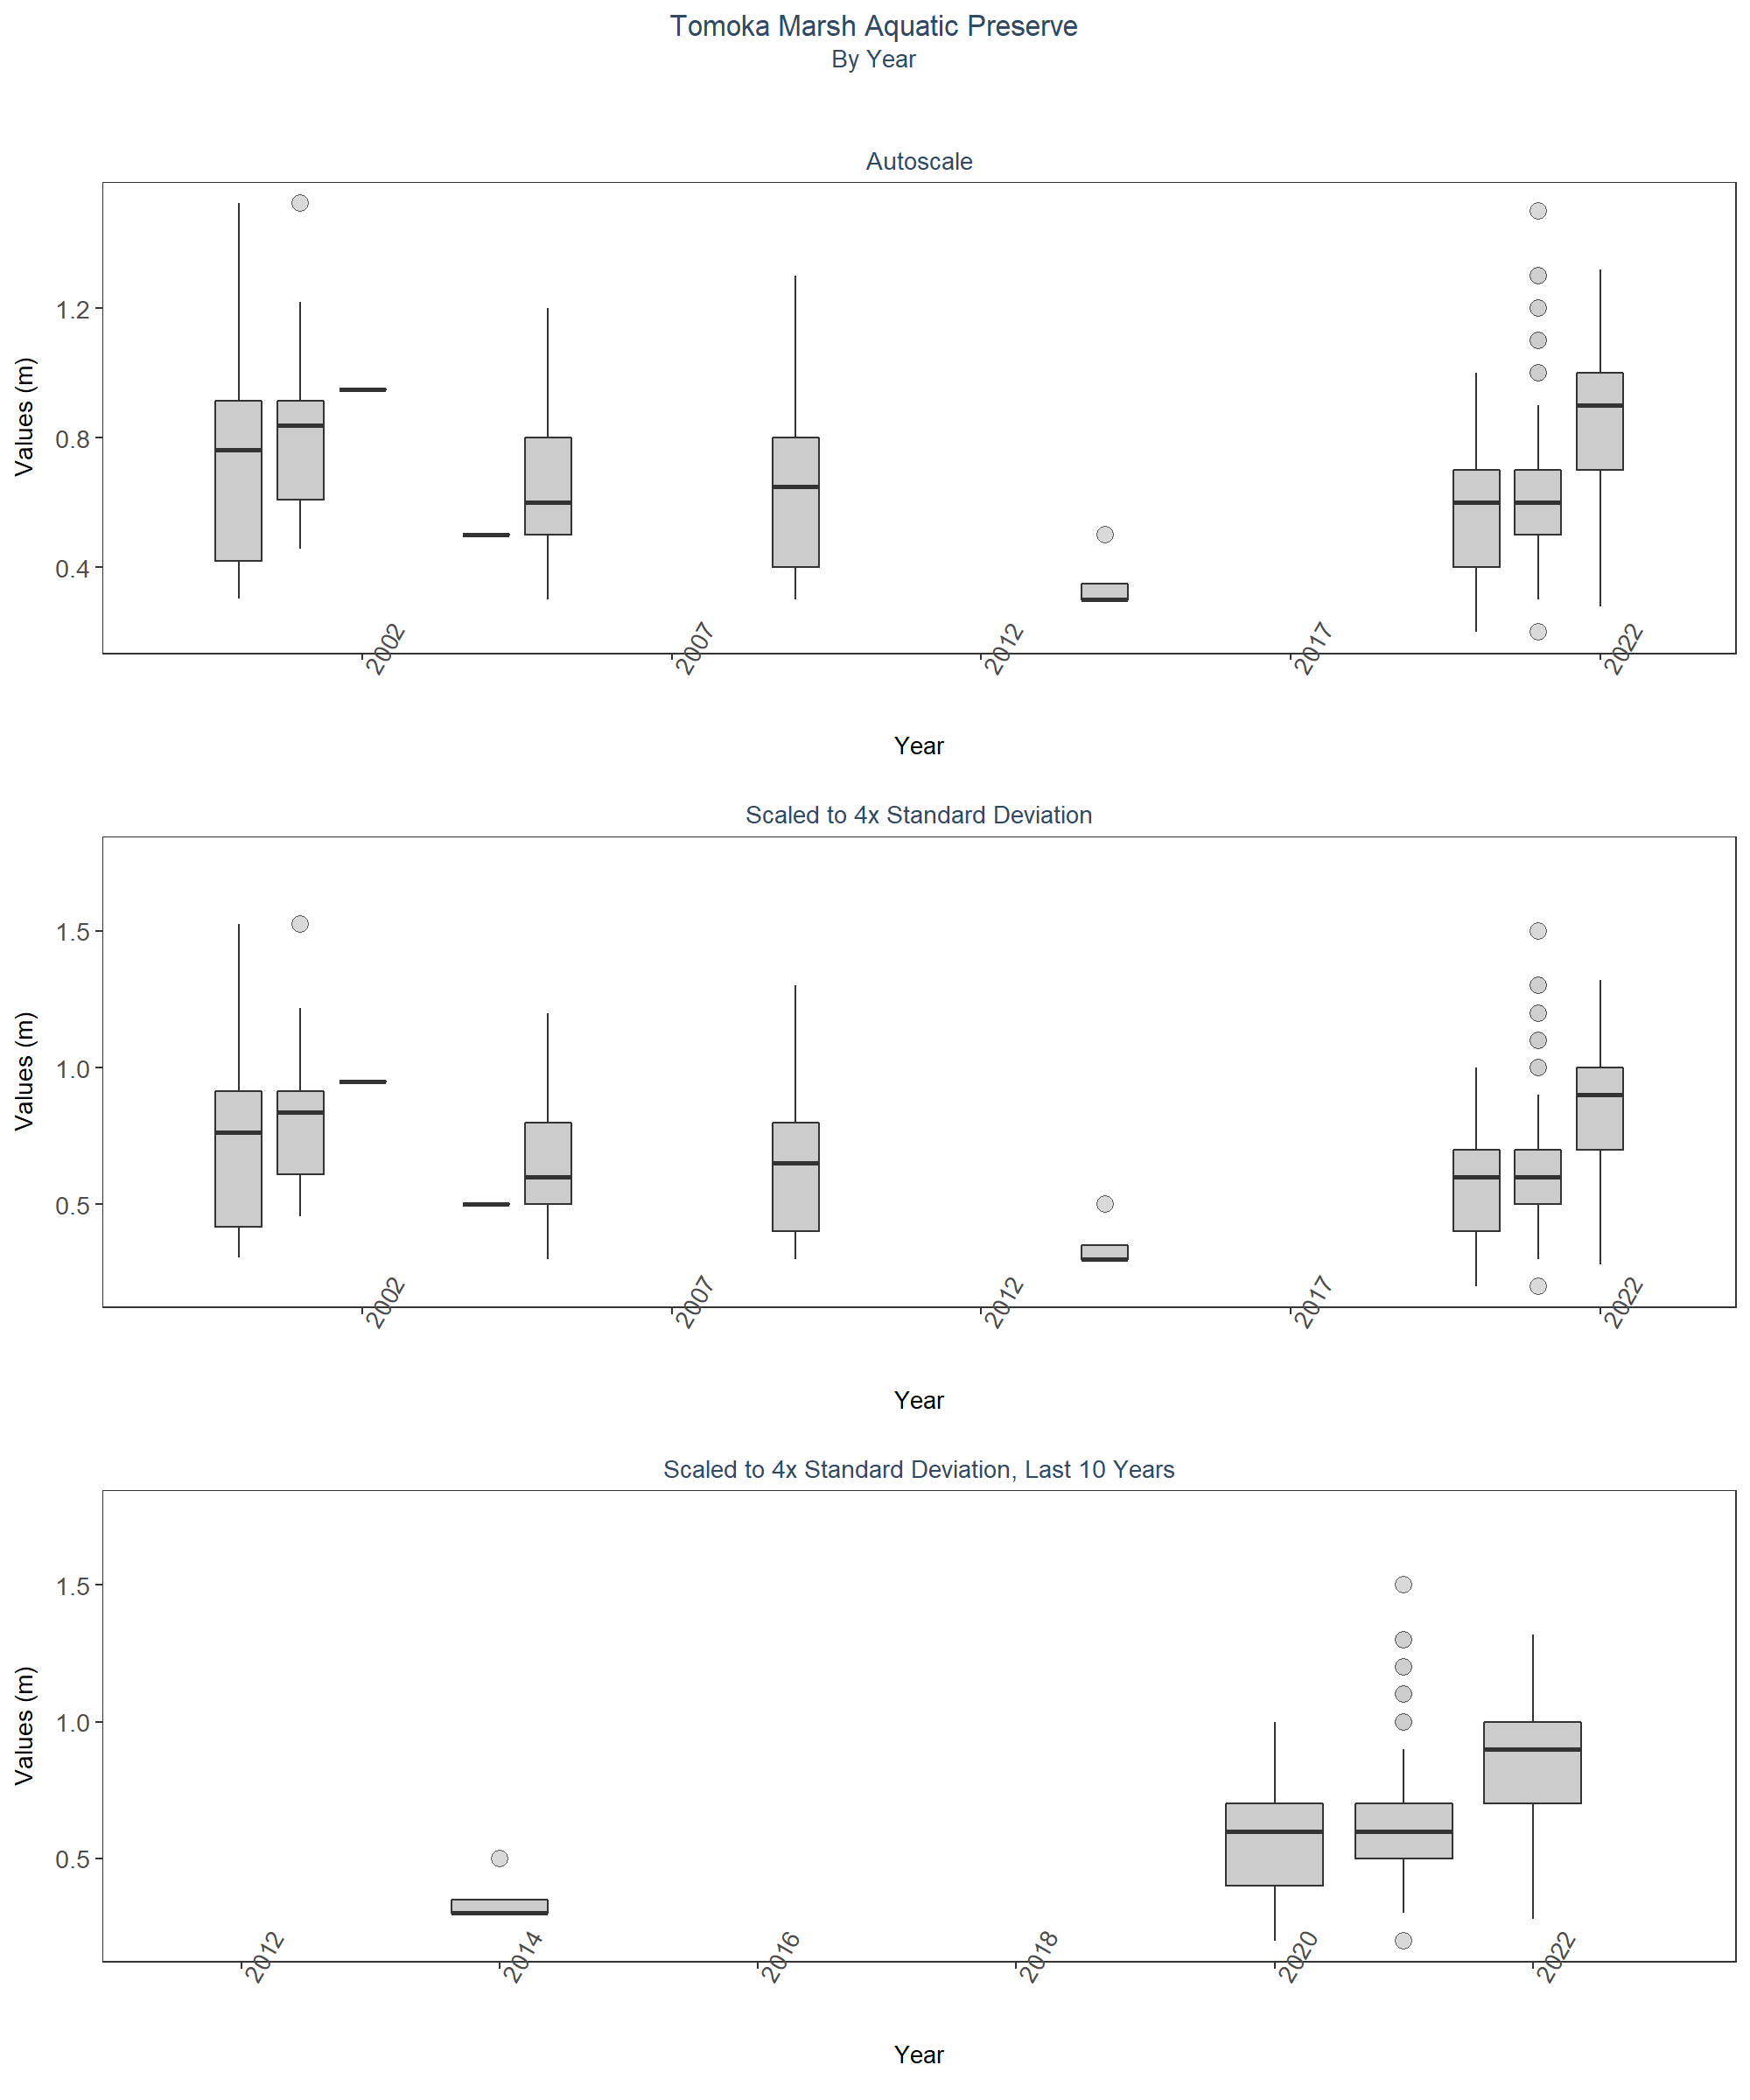 Tomoka Marsh Aquatic Preserve
By Year
Autoscale
Values (m)
1.2
0.8
0.4
2002 2007 2012 2017 2022
Year
Scaled to 4x Standard Deviation
Values (m)
1.5
1.0
0.5
2002 2007 2012 2017 2022
Year
Scaled to 4x Standard Deviation, Last 10 Years
Values (m)
1.5
1.0
0.5
2012 2014 2016 2018 2020 2022
Year